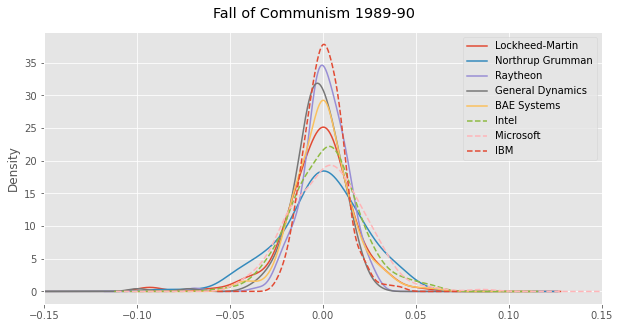 Fall of Communism 1989-90
Lockheed-Martin
Northrup Grumman
Raytheon
General Dynamics
BAE Systems
Intel
Microsoft
IBM
Density
35
30
25
20
15
10
5
0
−0.15
−0.10
−0.05
0.00
0.05
0.10
0.15